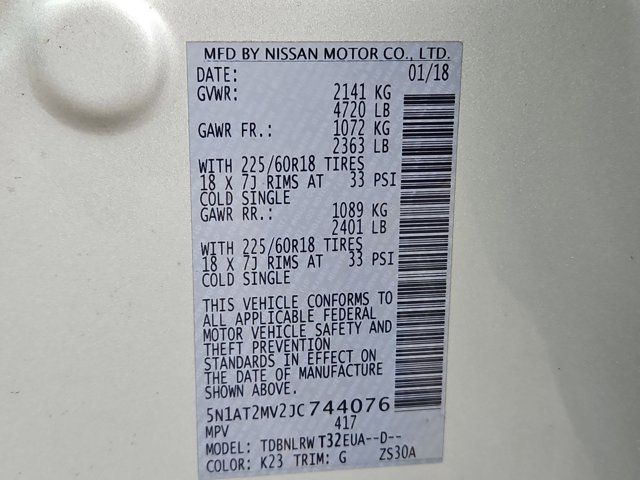 MFD BY NISSAN MOTOR CO., LTD.
DATE: 01/18
GVWR: 2141 KG
4720 LB
GAWR FR.: 1072 KG
2363 LB
WITH 225/60R18 TIRES
18 X 7J RIMS AT 33 PSI
COLD SINGLE
GAWR RR.: 1089 KG
2401 LB
WITH 225/60R18 TIRES
18 X 7J RIMS AT 33 PSI
COLD SINGLE
THIS VEHICLE CONFORMS TO
ALL APPLICABLE FEDERAL
MOTOR VEHICLE SAFETY AND
THEFT PREVENTION
STANDARDS IN EFFECT ON
THE DATE OF MANUFACTURE
SHOWN ABOVE.
5N1AT2MV2JC744076
MPV 417
MODEL: TDBNLRW T32EUA--D--
COLOR: K23 TRIM: G ZS30A